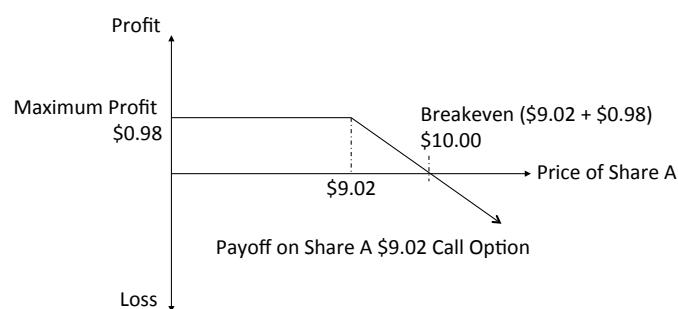 Profit
Maximum Profit
$0.98
Breakeven ($9.02 + $0.98)
$10.00
Price of Share A
$9.02
Payoff on Share A $9.02 Call Option
Loss